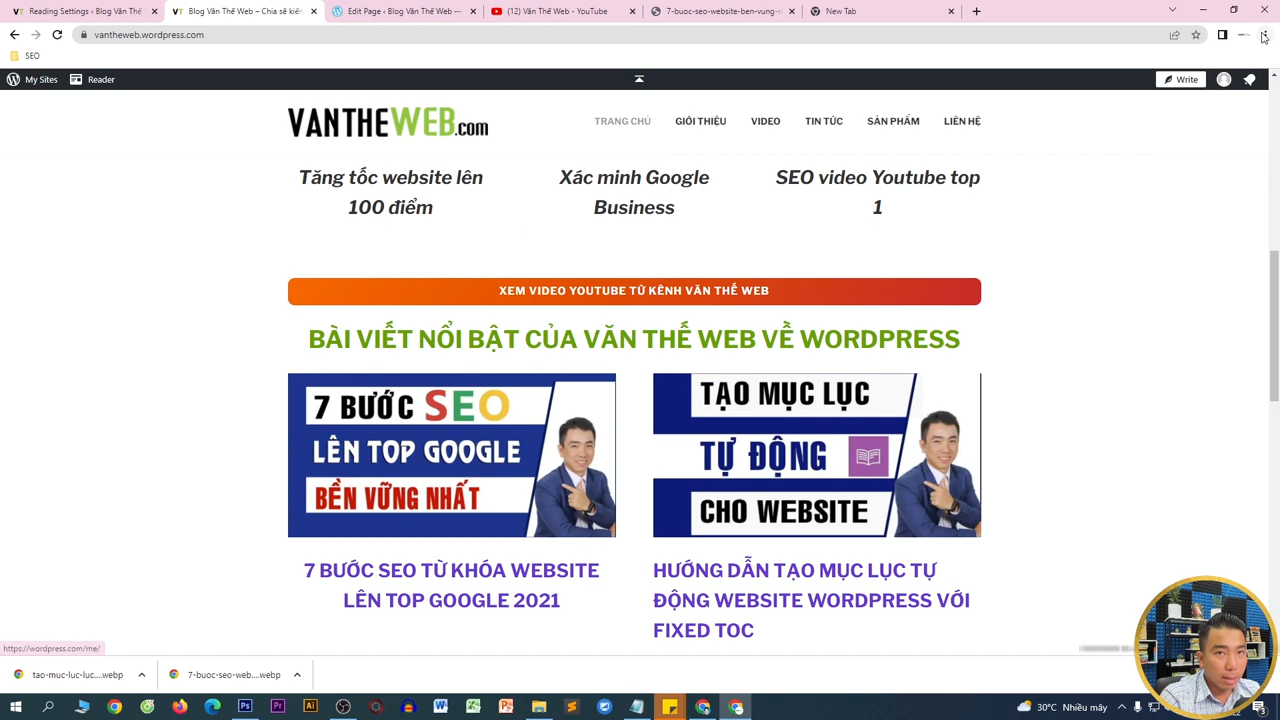 Reading Settings ‹ Blog Văn Thế
Blog Văn Thế Web – Chia sẻ kiến
Edit Page ‹ Blog Văn Thế Web —
(12) Văn Thế Web - YouTube
7-buoc-seo-website-ben-vung-n
New Tab
vantheweb.wordpress.com
SEO
My Sites
Reader
Write
VANTHEWEB.com
TRANG CHỦ
GIỚI THIỆU
VIDEO
TIN TỨC
SẢN PHẨM
LIÊN HỆ
Tăng tốc website lên
100 điểm
Xác minh Google
Business
SEO video Youtube top
1
XEM VIDEO YOUTUBE TỪ KÊNH VĂN THẾ WEB
BÀI VIẾT NỔI BẬT CỦA VĂN THẾ WEB VỀ WORDPRESS
7 BƯỚC SEO
LÊN TOP GOOGLE
BỀN VỮNG NHẤT
TẠO MỤC LỤC
TỰ ĐỘNG
CHO WEBSITE
7 BƯỚC SEO TỪ KHÓA WEBSITE
LÊN TOP GOOGLE 2021
HƯỚNG DẪN TẠO MỤC LỤC TỰ
ĐỘNG WEBSITE WORDPRESS VỚI
FIXED TOC
https://wordpress.com/me/
tao-muc-luc-luc....webp
7-buoc-seo-web....webp
Ps
Pr
Ai
30°C Nhiều mây